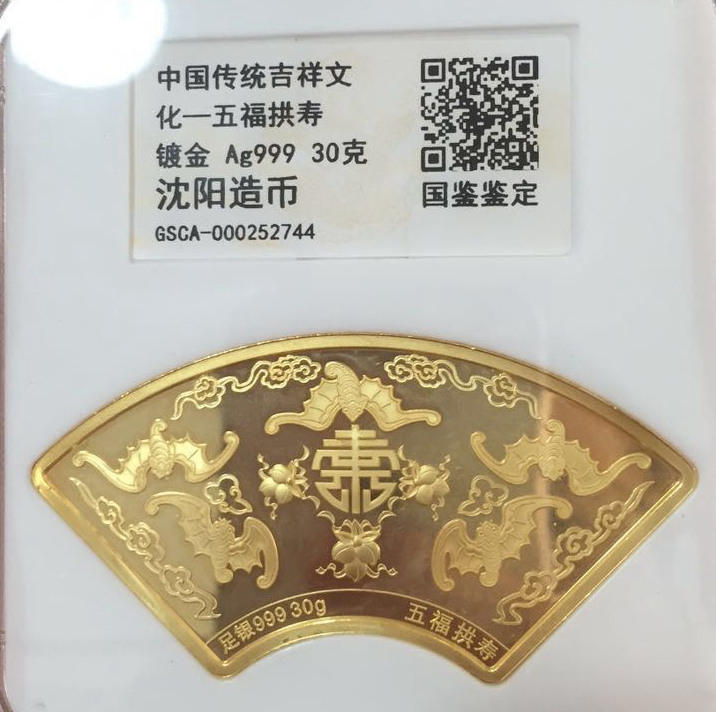 中国传统吉祥文
化一五福拱寿
镀金 Ag999 30克
沈阳造币
GSCA-000252744
国鉴鉴定
足银999 30g
五福拱寿